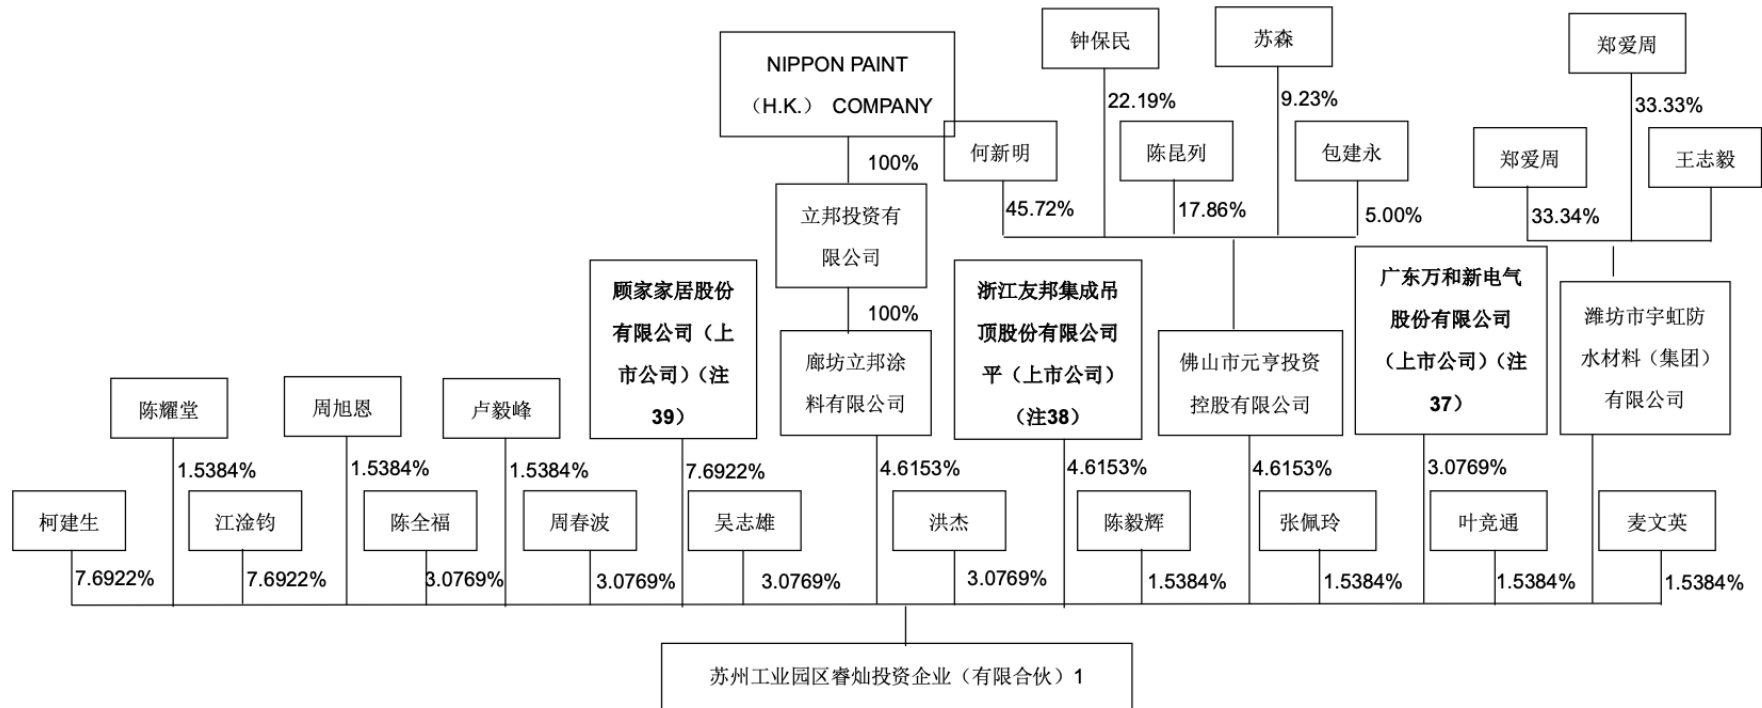 钟保民
苏森
郑爱周
NIPPON PAINT
（H.K.） COMPANY
22.19%
9.23%
33.33%
何新明
陈昆列
包建永
郑爱周
王志毅
100%
45.72%
17.86%
5.00%
33.34%
立邦投资有
限公司
100%
顾家家居股份
有限公司（上
市公司）（注
39）
廊坊立邦涂
料有限公司
浙江友邦集成吊
顶股份有限公司
平（上市公司）
（注38）
佛山市元亨投资
控股有限公司
广东万和新电气
股份有限公司
（上市公司）（注
37）
潍坊市宇虹防
水材料（集团）
有限公司
陈耀堂
周旭恩
卢毅峰
1.5384%
1.5384%
1.5384%
7.6922%
4.6153%
4.6153%
4.6153%
3.0769%
柯建生
江淦钧
陈全福
周春波
吴志雄
洪杰
陈毅辉
张佩玲
叶竞通
麦文英
7.6922%
7.6922%
3.0769%
3.0769%
3.0769%
3.0769%
1.5384%
1.5384%
1.5384%
1.5384%
苏州工业园区睿灿投资企业（有限合伙）1